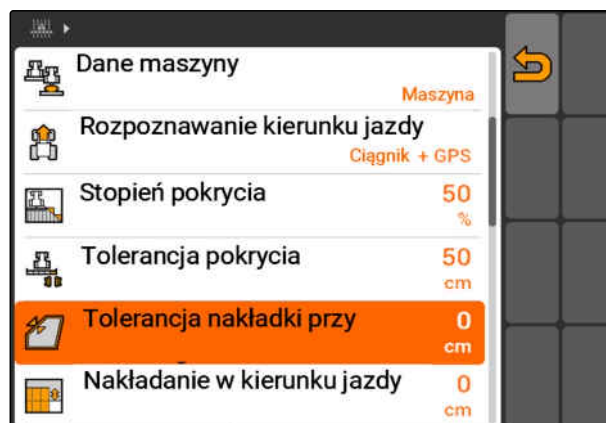 Dane maszyny
Maszyna
Rozpoznawanie kierunku jazdy
Ciągnik + GPS
Stopień pokrycia 50
%
Tolerancja pokrycia 50
cm
Tolerancja nakładki przy 0
cm
Nakładanie w kierunku jazdy 0
cm